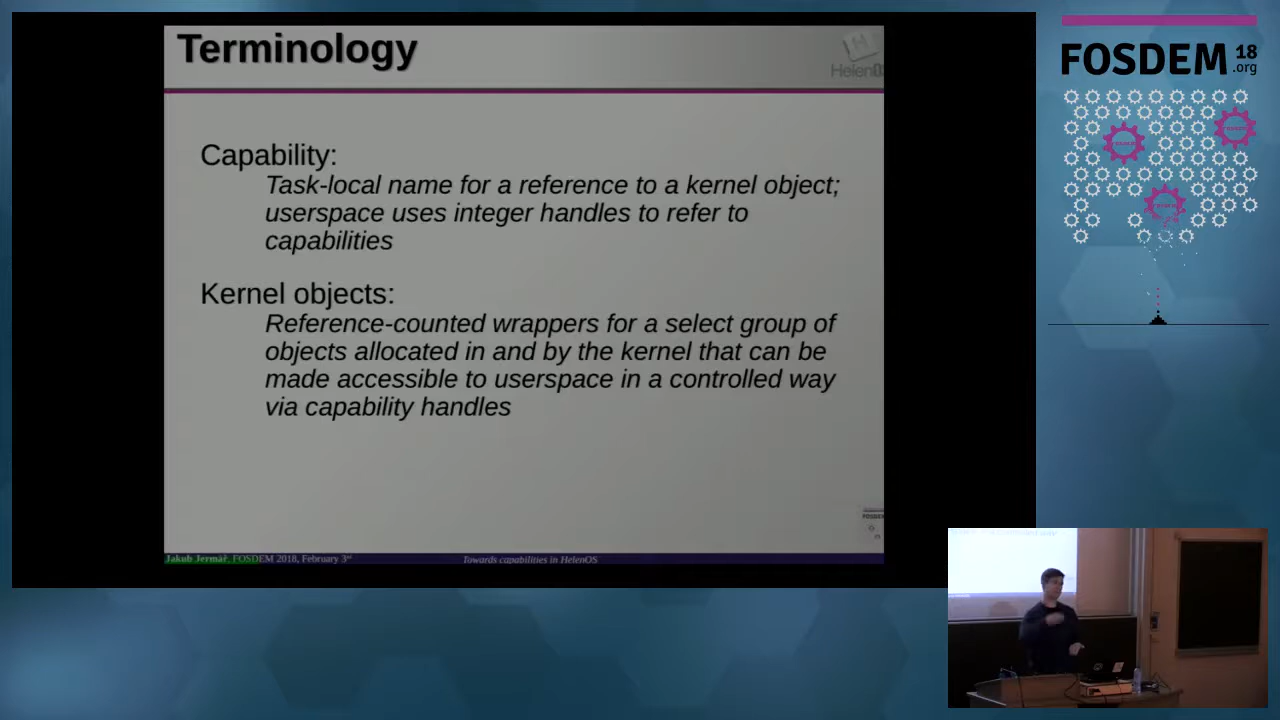 Terminology
HelenOS
Capability:
Task-local name for a reference to a kernel object;
userspace uses integer handles to refer to
capabilities
Kernel objects:
Reference-counted wrappers for a select group of
objects allocated in and by the kernel that can be
made accessible to userspace in a controlled way
via capability handles
FOSDEM
Jakub Jermář, FOSDEM 2018, February 3rd
Towards capabilities in HelenOS
FOSDEM 18
.org